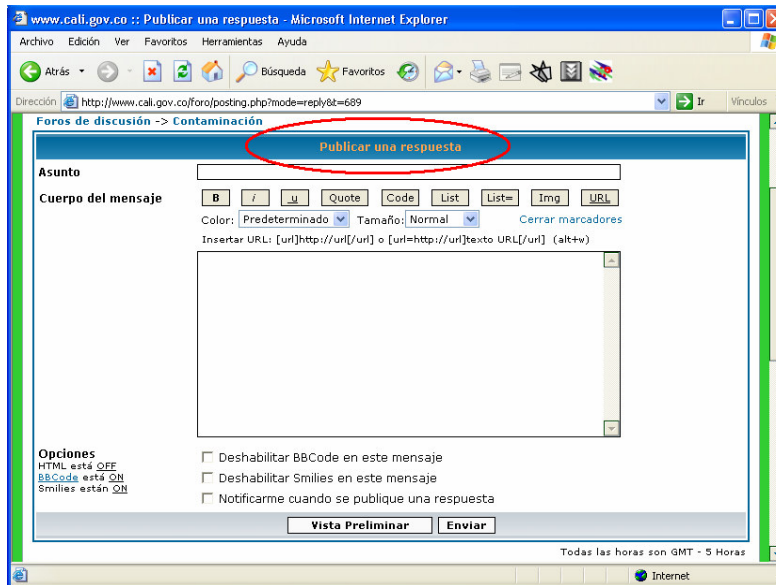 www.cali.gov.co :: Publicar una respuesta - Microsoft Internet Explorer
Archivo Edición Ver Favoritos Herramientas Ayuda
Atrás Búsqueda Favoritos
Dirección http://www.cali.gov.co/foro/posting.php?mode=reply&t=689 Ir Vínculos
Foros de discusión -> Contaminación
Publicar una respuesta
Asunto
Cuerpo del mensaje B i u Quote Code List List= Img URL
Color: Predeterminado Tamaño: Normal Cerrar marcadores
Insertar URL: [url]http://url[/url] o [url=http://url]texto URL[/url] (alt+w)
Opciones
HTML está OFF
BBCode está ON
Smilies están ON
Deshabilitar BBCode en este mensaje
Deshabilitar Smilies en este mensaje
Notificarme cuando se publique una respuesta
Vista Preliminar Enviar
Todas las horas son GMT - 5 Horas
Internet